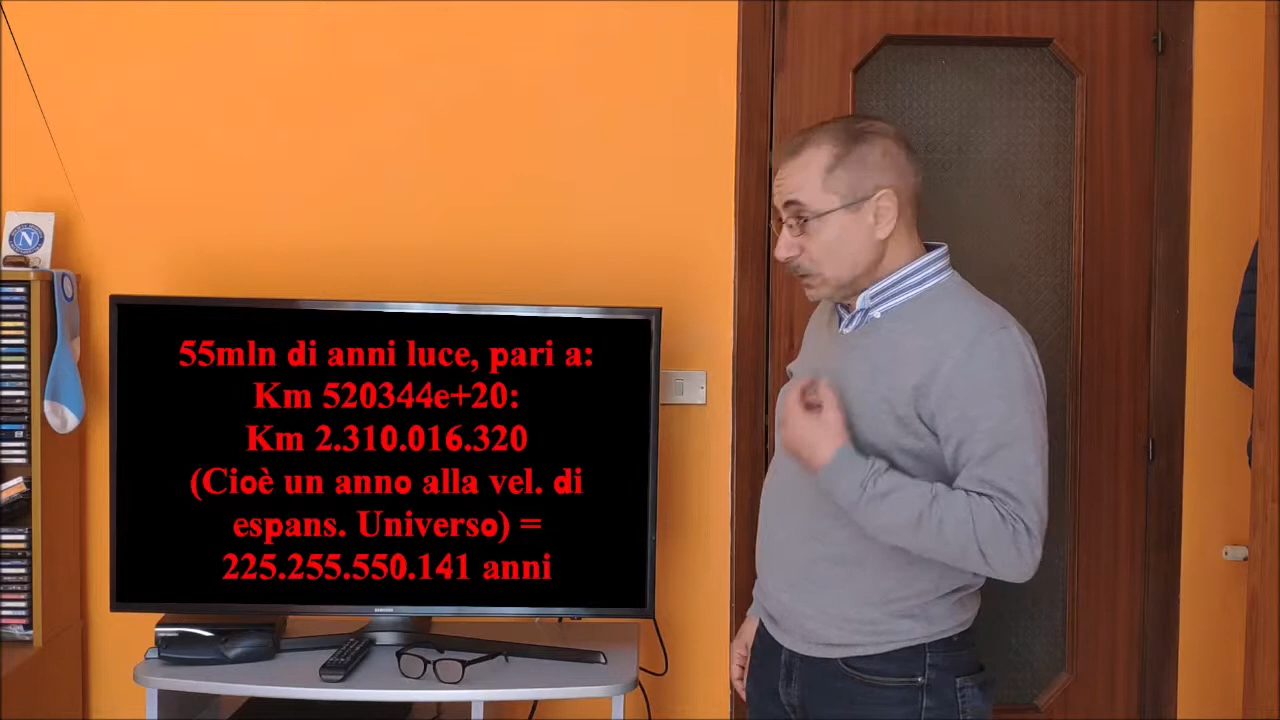 55mln di anni luce, pari a:
Km 520344e+20:
Km 2.310.016.320
(Cioè un anno alla vel. di
espans. Universo) =
225.255.550.141 anni
SAMSUNG
N